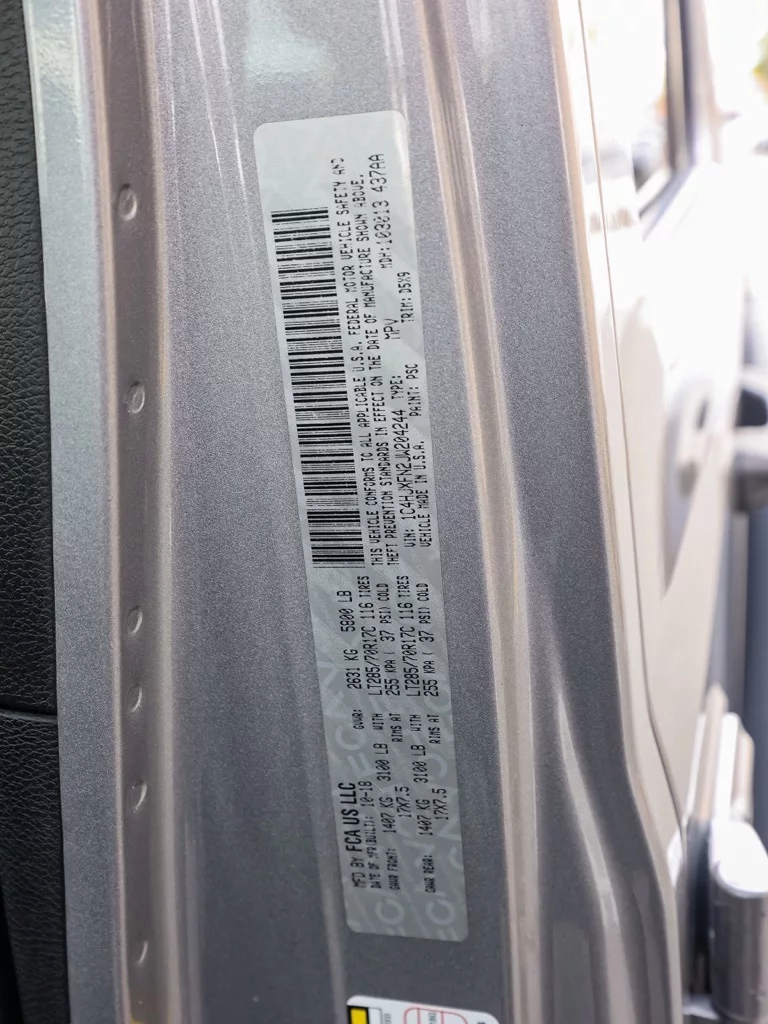 MFD BY FCA US LLC
DATE OF MFR(BUILT): 10-18 GVWR: 2631 KG 5800 LB
GAWR FRONT: 1407 KG 3100 LB WITH LT285/70R17C 116 TIRES
17X7.5 RIMS AT 255 KPA ( 37 PSI) COLD
GAWR REAR: 1407 KG 3100 LB WITH LT285/70R17C 116 TIRES
17X7.5 RIMS AT 255 KPA ( 37 PSI) COLD
THIS VEHICLE CONFORMS TO ALL APPLICABLE U.S.A. FEDERAL MOTOR VEHICLE SAFETY AND
THEFT PREVENTION STANDARDS IN EFFECT ON THE DATE OF MANUFACTURE SHOWN ABOVE.
VIN: 1C4HJXFN2JW204244 TYPE: MPV MDH:103013 437AA
VEHICLE MADE IN U.S.A. PAINT: PSC TRIM: D5X9